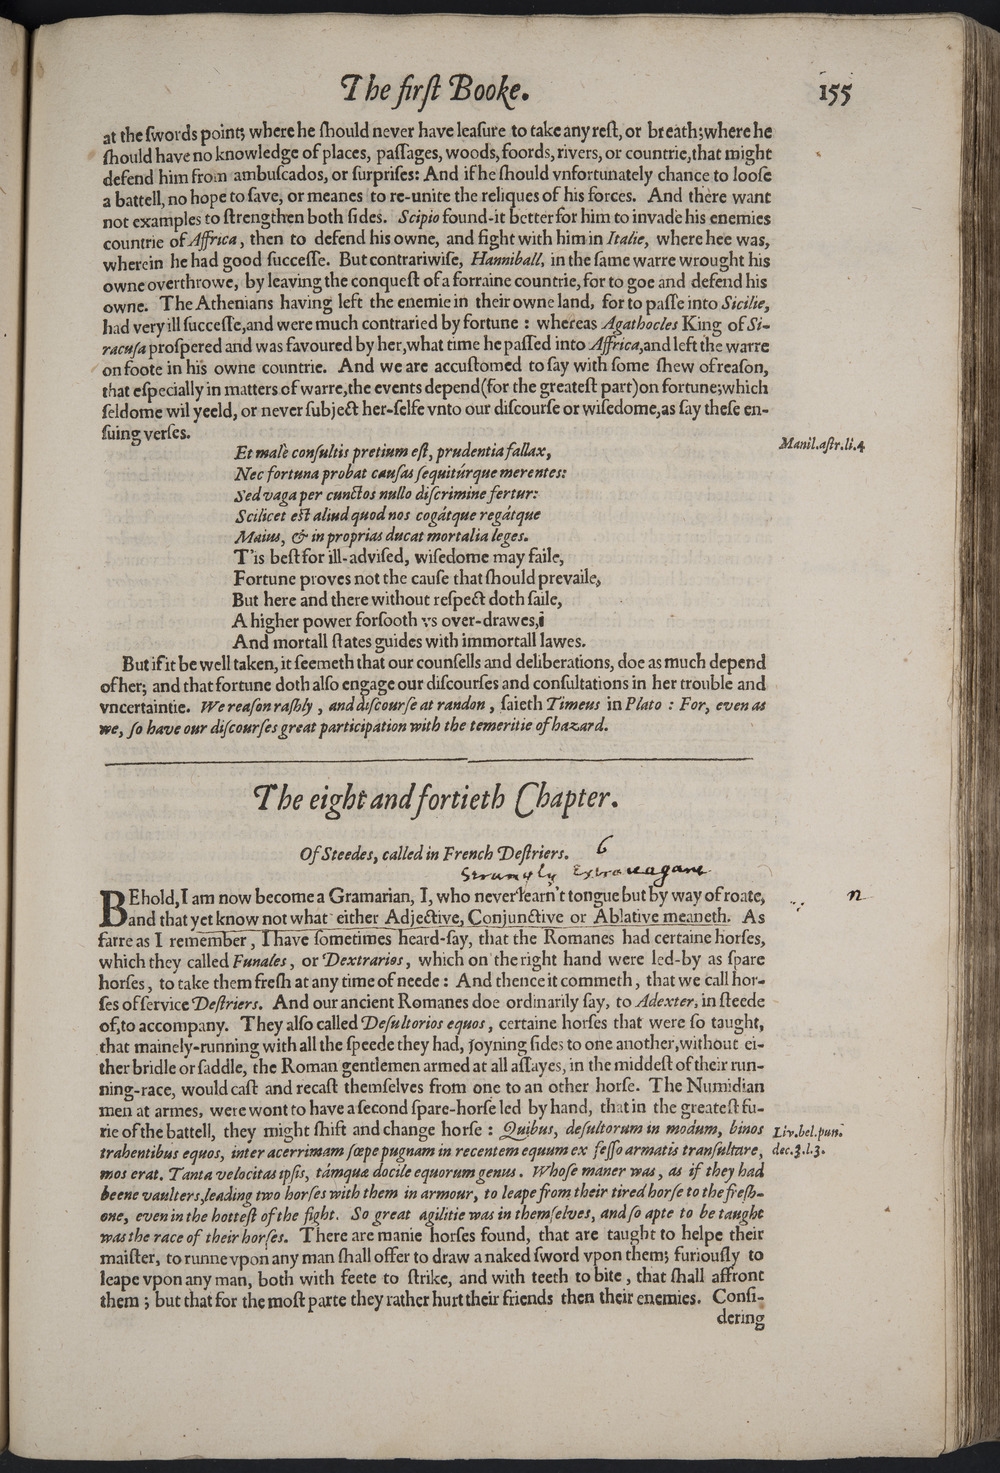 The firſt Booke.
155
at the ſwords point; where he ſhould never have leaſure to take any reſt, or breath; where he
ſhould have no knowledge of places, paſſages, woods, foords, rivers, or countrie, that might
defend him from ambuſcados, or ſurpriſes: And if he ſhould vnfortunately chance to looſe
a battell, no hope to ſave, or meanes to re-unite the reliques of his forces. And there want
not examples to ſtrengthen both ſides. Scipio found-it better for him to invade his enemies
countrie of Affrica, then to defend his owne, and fight with him in Italie, where hee was,
wherein he had good ſucceſſe. But contrariwiſe, Hanniball, in the ſame warre wrought his
owne overthrowe, by leaving the conqueſt of a forraine countrie, for to goe and defend his
owne. The Athenians having left the enemie in their owne land, for to paſſe into Sicilie,
had very ill ſucceſſe, and were much contraried by fortune : whereas Agathocles King of Si-
racuſa proſpered and was favoured by her, what time he paſſed into Affrica, and left the warre
on foote in his owne countrie. And we are accuſtomed to ſay with ſome ſhew of reaſon,
that eſpecially in matters of warre, the events depend (for the greateſt part) on fortune; which
ſeldome wil yeeld, or never ſubject her-ſelfe vnto our diſcourſe or wiſedome, as ſay theſe en-
ſuing verſes.
Et malè conſultis pretium eſt, prudentia fallax,
Manil. aſtr. li. 4
Nec fortuna probat cauſas ſequitúrque merentes:
Sed vaga per cunctos nullo diſcrimine fertur:
Scilicet eſt aliud quod nos cogátque regátque
Maius, & in proprias ducat mortalia leges.
T'is beſt for ill-adviſed, wiſedome may faile,
Fortune proves not the cauſe that ſhould prevaile,
But here and there without reſpect doth ſaile,
A higher power forſooth vs over-drawes,
And mortall ſtates guides with immortall lawes.
But if it be well taken, it ſeemeth that our counſells and deliberations, doe as much depend
of her; and that fortune doth alſo engage our diſcourſes and conſultations in her trouble and
vncertaintie. We reaſon raſhly, and diſcourſe at randon, ſaieth Timeus in Plato : For, even as
we, ſo have our diſcourſes great participation with the temeritie of hazard.
The eight and fortieth Chapter.
Of Steedes, called in French Deſtriers. 6
Strangly Extravagant
BEhold, I am now become a Gramarian, I, who never learn't tongue but by way of roate,
n
and that yet know not what either Adjective, Conjunctive or Ablative meaneth. As
farre as I remember, I have ſometimes heard-ſay, that the Romanes had certaine horſes,
which they called Funales, or Dextrarios, which on the right hand were led-by as ſpare
horſes, to take them freſh at any time of neede : And thence it commeth, that we call hor-
ſes of ſervice Deſtriers. And our ancient Romanes doe ordinarily ſay, to Adexter, in ſteede
of, to accompany. They alſo called Deſultorios equos, certaine horſes that were ſo taught,
that mainely-running with all the ſpeede they had, joyning ſides to one another, without ei-
ther bridle or ſaddle, the Roman gentlemen armed at all aſſayes, in the middeſt of their run-
ning-race, would caſt and recaſt themſelves from one to an other horſe. The Numidian
men at armes, were wont to have a ſecond ſpare-horſe led by hand, that in the greateſt fu-
rie of the battell, they might ſhift and change horſe : Quibus, deſultorum in modum, binos
Liv. bel. pun.
trahentibus equos, inter acerrimam ſœpe pugnam in recentem equum ex feſſo armatis tranſultare,
dec. 3. l. 3.
mos erat. Tanta velocitas ipſis, támque docile equorum genus. Whoſe maner was, as if they had
beene vaulters, leading two horſes with them in armour, to leape from their tired horſe to the freſh-
one, even in the hotteſt of the fight. So great agilitie was in themſelves, and ſo apte to be taught
was the race of their horſes. There are manie horſes found, that are taught to helpe their
maiſter, to runne vpon any man ſhall offer to draw a naked ſword vpon them; furiouſly to
leape vpon any man, both with feete to ſtrike, and with teeth to bite, that ſhall affront
them ; but that for the moſt parte they rather hurt their friends then their enemies. Conſi-
dering